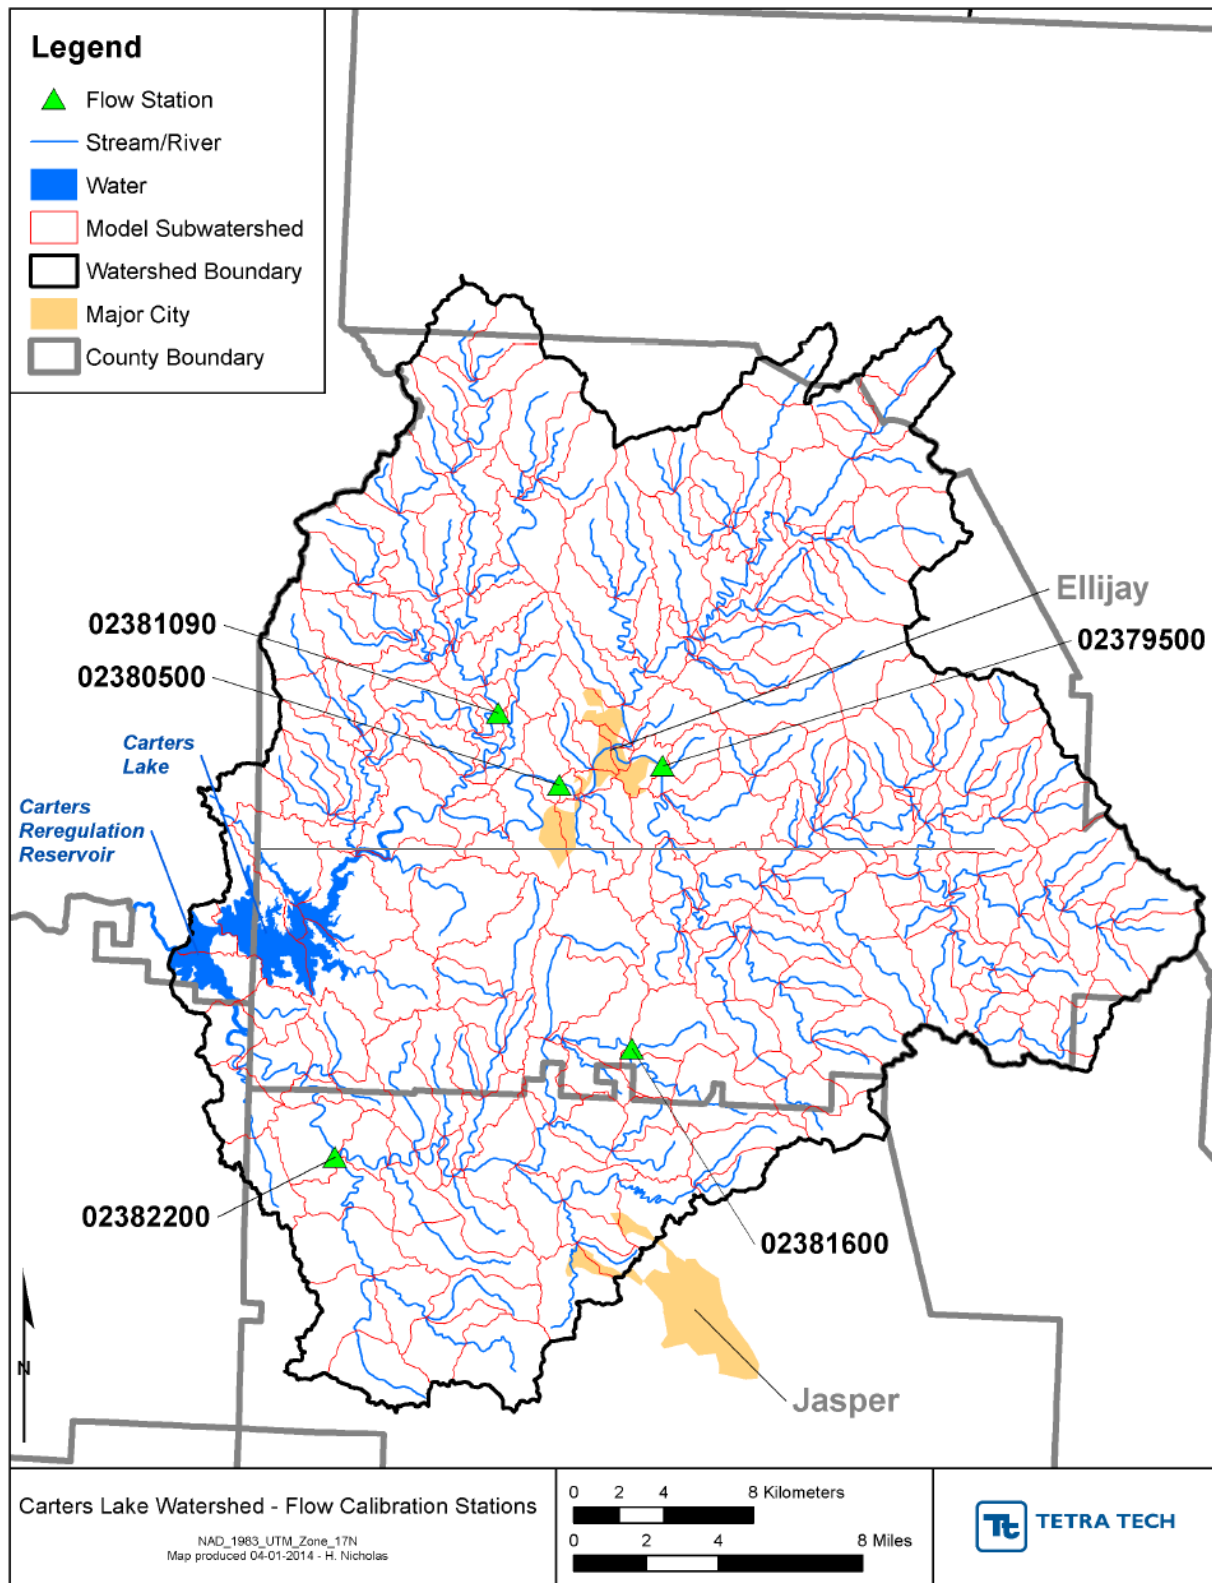 Legend
Flow Station
Stream/River
Water
Model Subwatershed
Watershed Boundary
Major City
County Boundary
Ellijay
02381090
02379500
02380500
Carters
Lake
Carters
Reregulation
Reservoir
02382200
02381600
N
Jasper
Carters Lake Watershed - Flow Calibration Stations
NAD_1983_UTM_Zone_17N
Map produced 04-01-2014 - H. Nicholas
0 2 4 8 Kilometers
0 2 4 8 Miles
Tt TETRA TECH